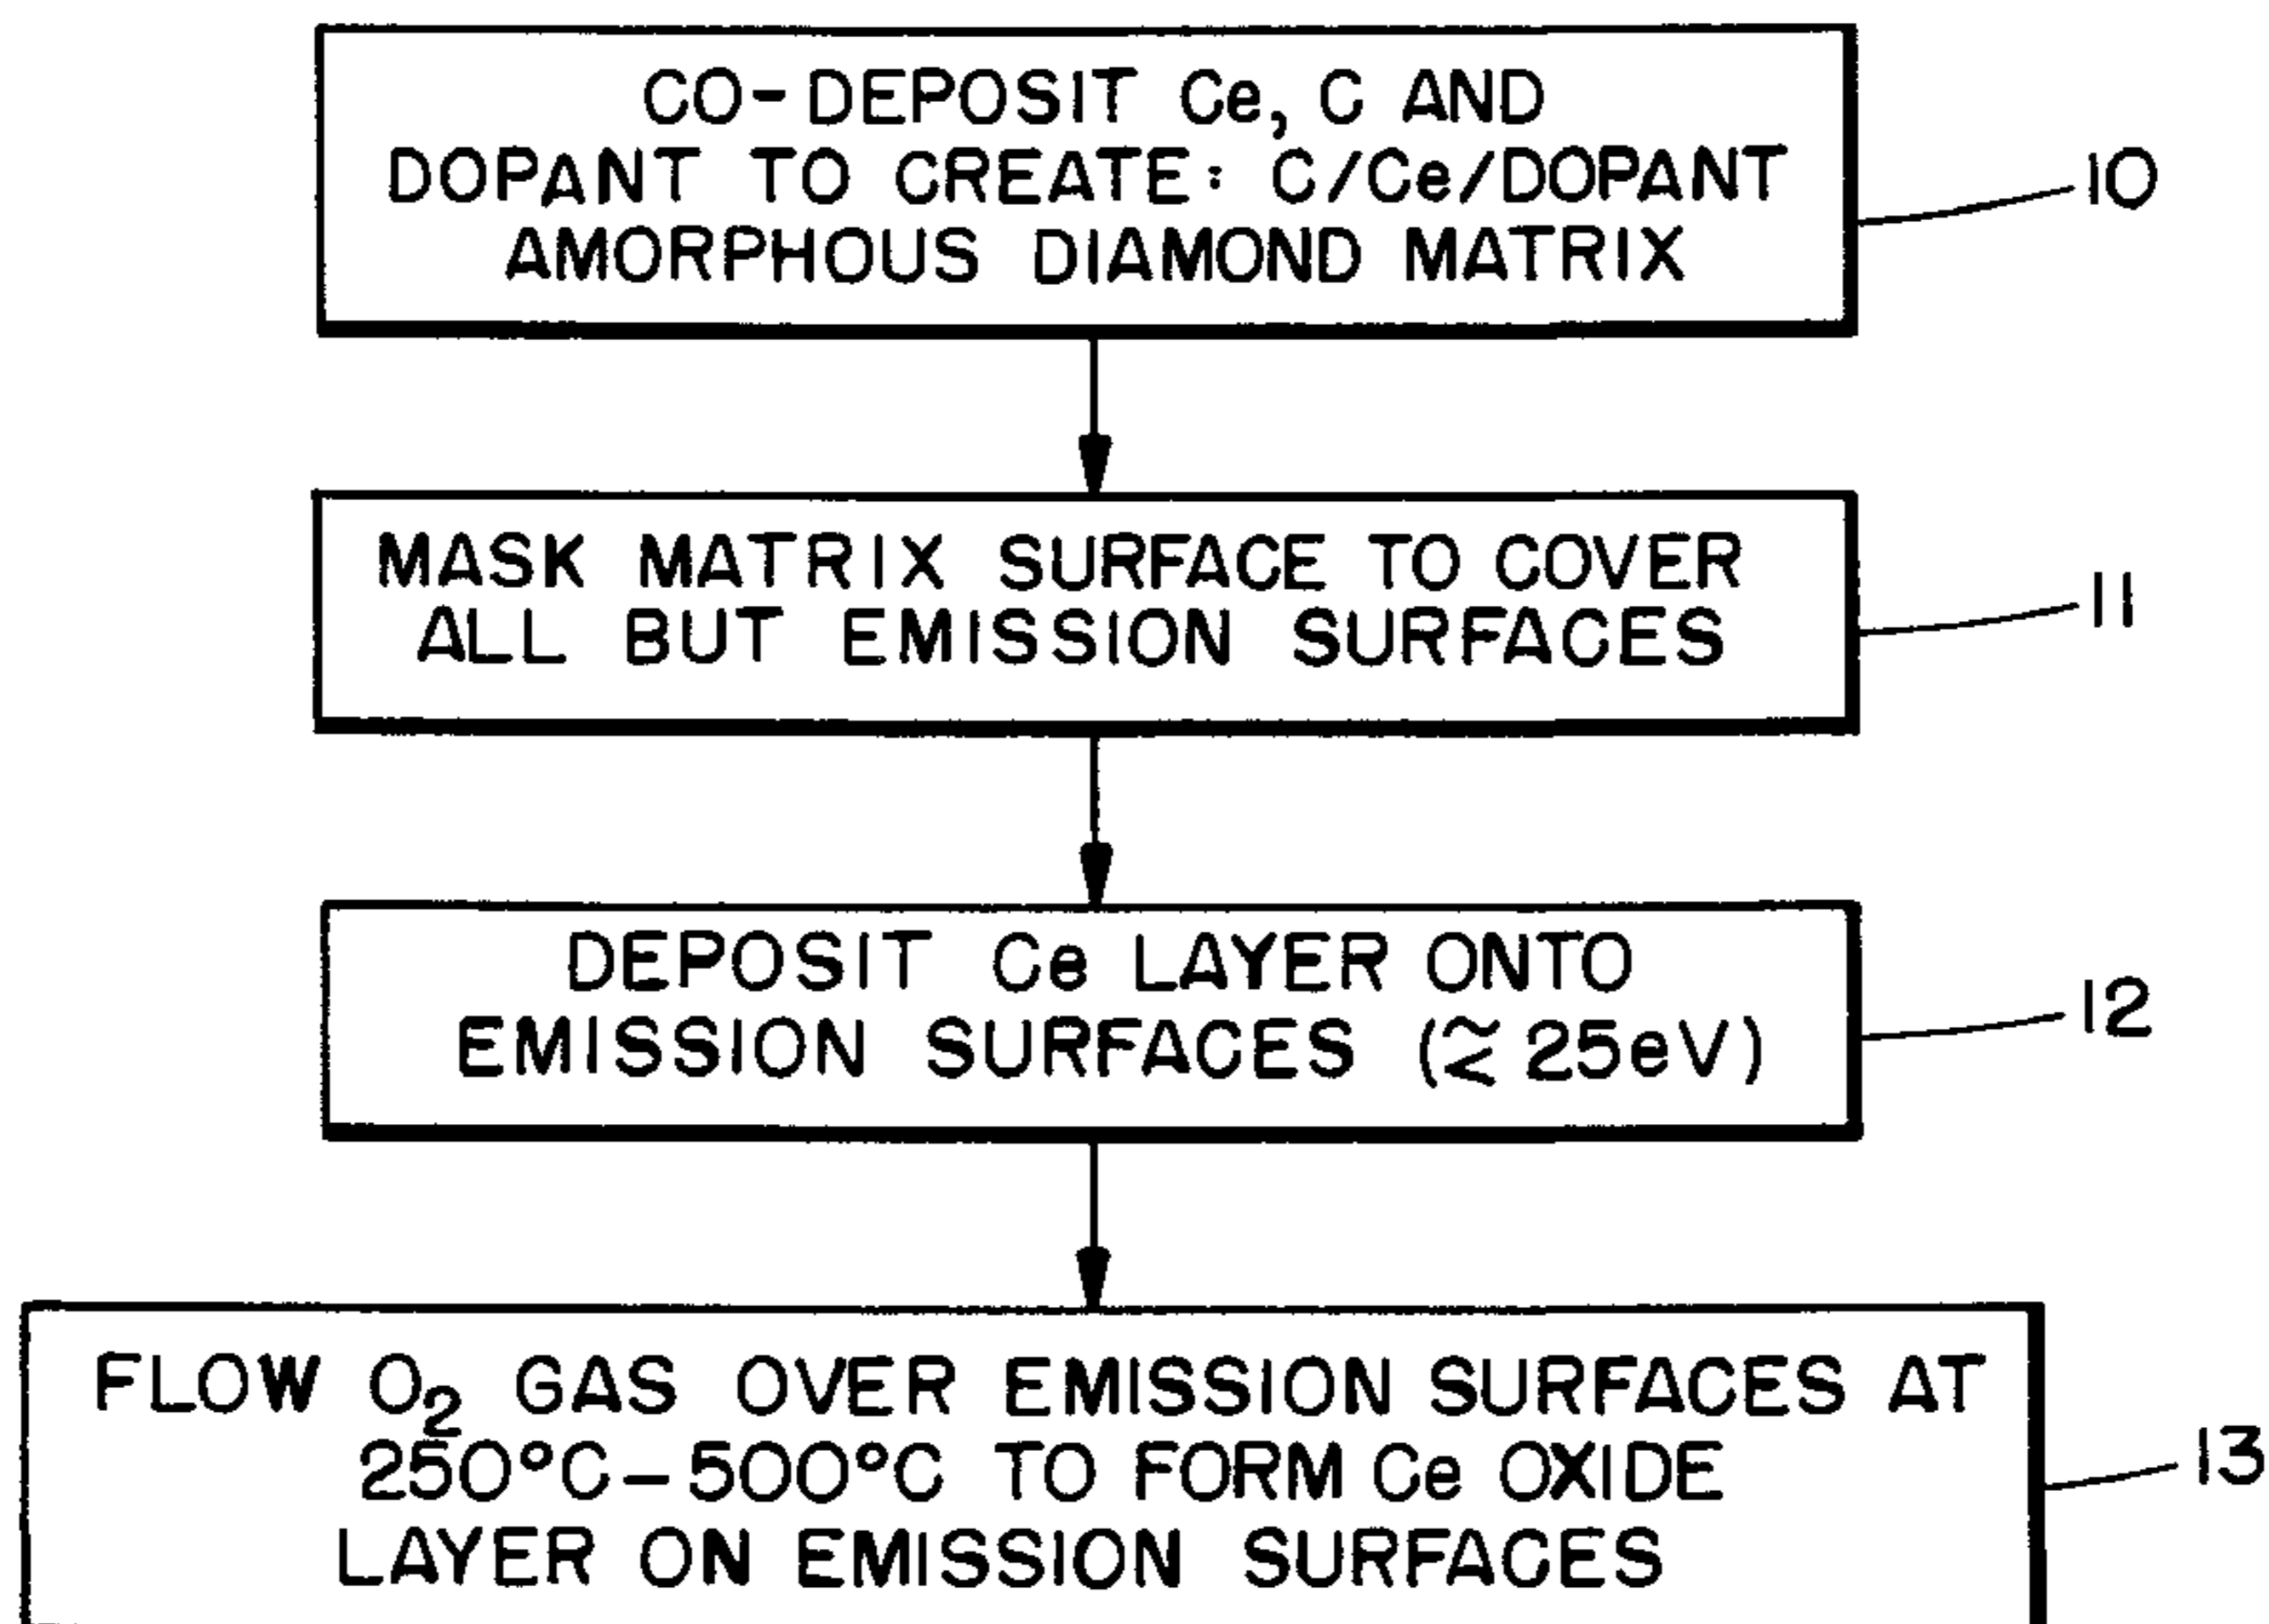 CO-DEPOSIT Ce, C AND
DOPANT TO CREATE: C/Ce/DOPANT
AMORPHOUS DIAMOND MATRIX
10
MASK MATRIX SURFACE TO COVER
ALL BUT EMISSION SURFACES
11
DEPOSIT Ce LAYER ONTO
EMISSION SURFACES (⪝ 25eV)
12
FLOW O₂ GAS OVER EMISSION SURFACES AT
250°C–500°C TO FORM Ce OXIDE
LAYER ON EMISSION SURFACES
13